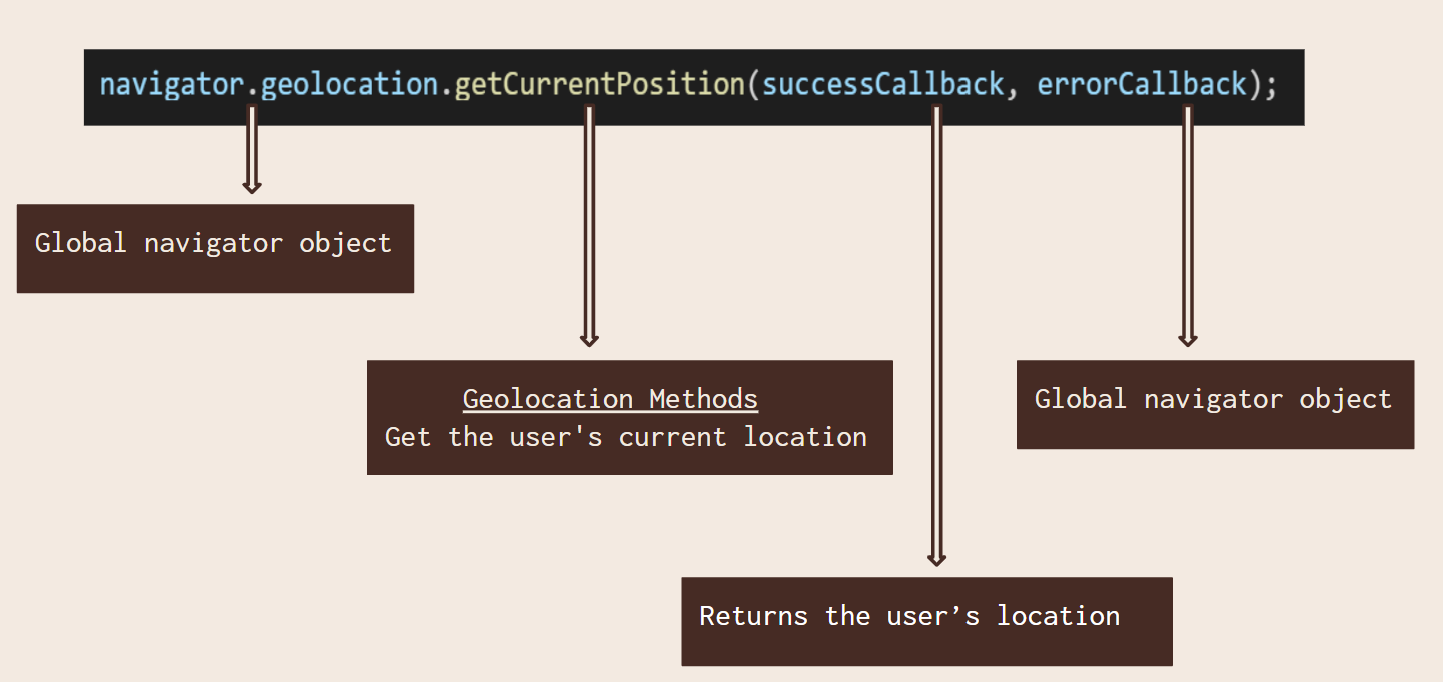 navigator.geolocation.getCurrentPosition(successCallback, errorCallback);
Global navigator object
Geolocation Methods
Get the user's current location
Global navigator object
Returns the user’s location